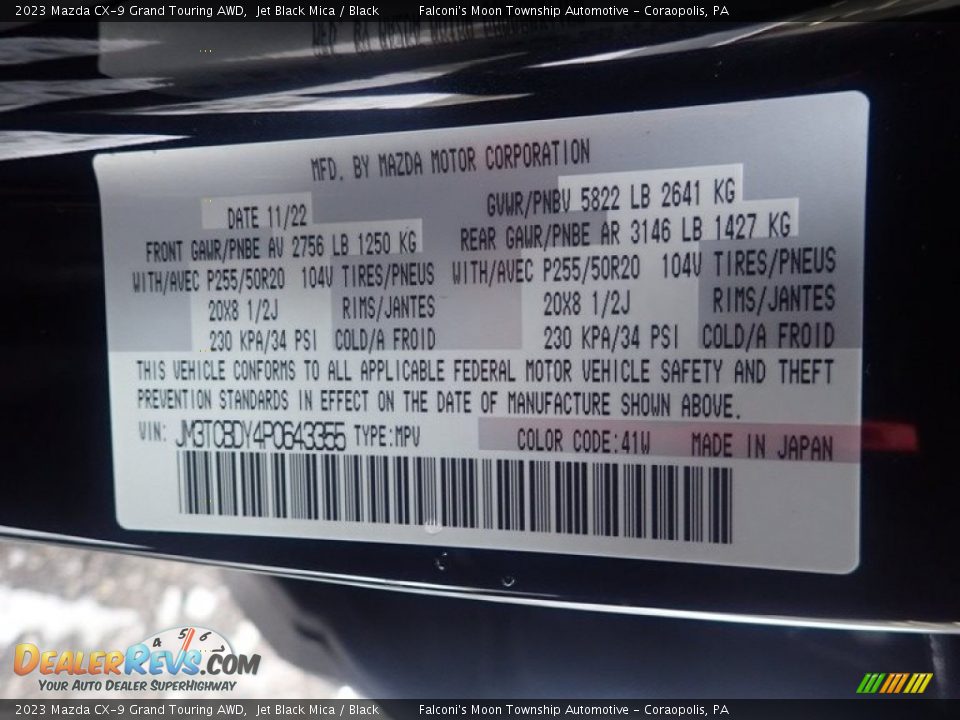 2023 Mazda CX-9 Grand Touring AWD, Jet Black Mica / Black Falconi's Moon Township Automotive - Coraopolis, PA
MFD. BY MAZDA MOTOR CORPORATION
DATE 11/22 GVWR/PNBV 5822 LB 2641 KG
FRONT GAWR/PNBE AV 2756 LB 1250 KG REAR GAWR/PNBE AR 3146 LB 1427 KG
WITH/AVEC P255/50R20 104V TIRES/PNEUS WITH/AVEC P255/50R20 104V TIRES/PNEUS
20X8 1/2J RIMS/JANTES 20X8 1/2J RIMS/JANTES
230 KPA/34 PSI COLD/A FROID 230 KPA/34 PSI COLD/A FROID
THIS VEHICLE CONFORMS TO ALL APPLICABLE FEDERAL MOTOR VEHICLE SAFETY AND THEFT
PREVENTION STANDARDS IN EFFECT ON THE DATE OF MANUFACTURE SHOWN ABOVE.
VIN: JM3TCBDY4P0643355 TYPE:MPV COLOR CODE:41W MADE IN JAPAN
4 5 6
DEALERREVS.COM
YOUR AUTO DEALER SUPERHIGHWAY
2023 Mazda CX-9 Grand Touring AWD, Jet Black Mica / Black Falconi's Moon Township Automotive - Coraopolis, PA